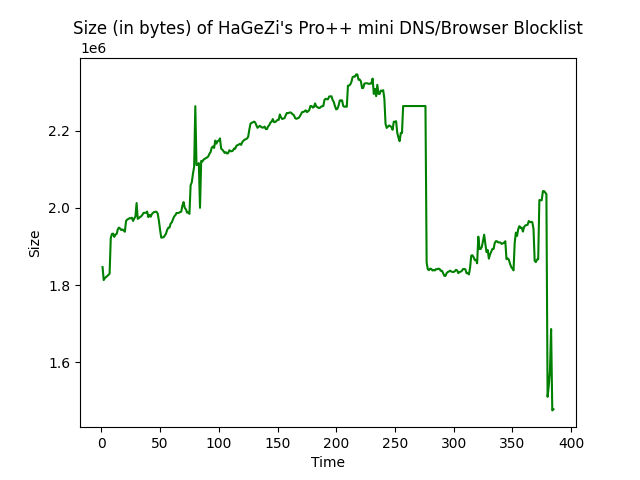 Size (in bytes) of HaGeZi's Pro++ mini DNS/Browser Blocklist
1e6
2.2
2.0
1.8
1.6
Size
0 50 100 150 200 250 300 350 400
Time